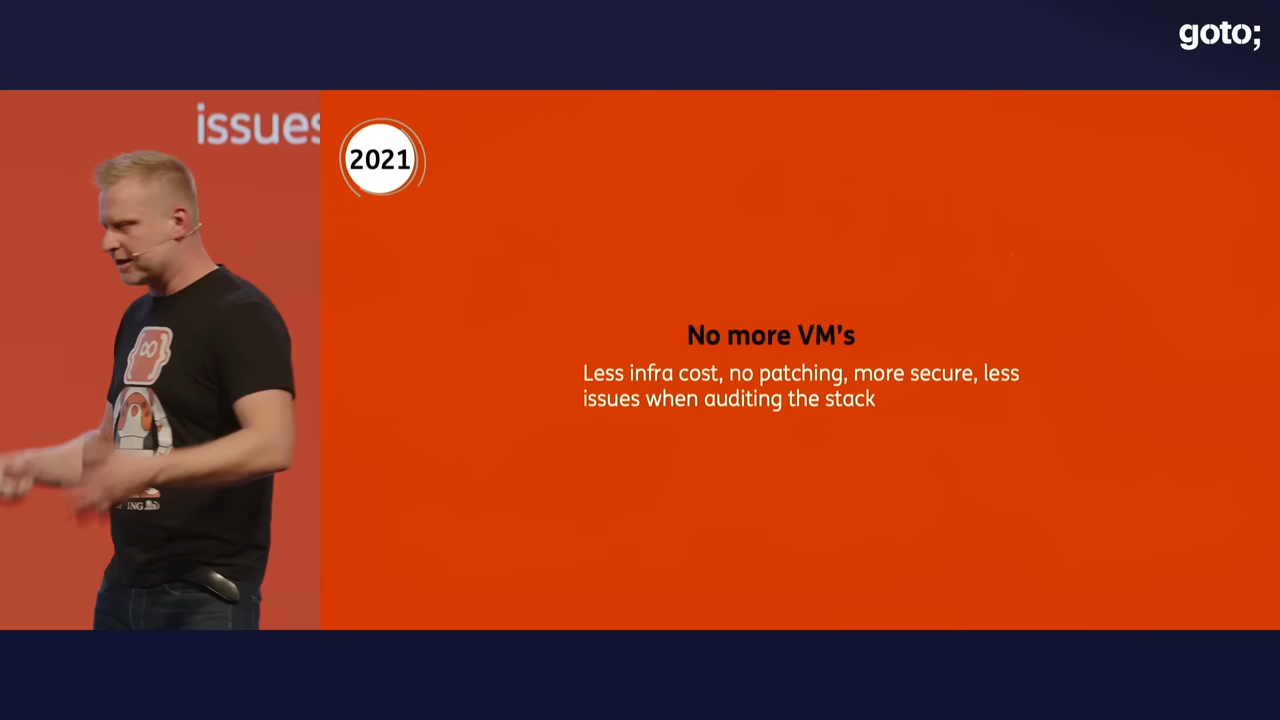 goto;
issues
2021
No more VM's
Less infra cost, no patching, more secure, less
issues when auditing the stack
ING